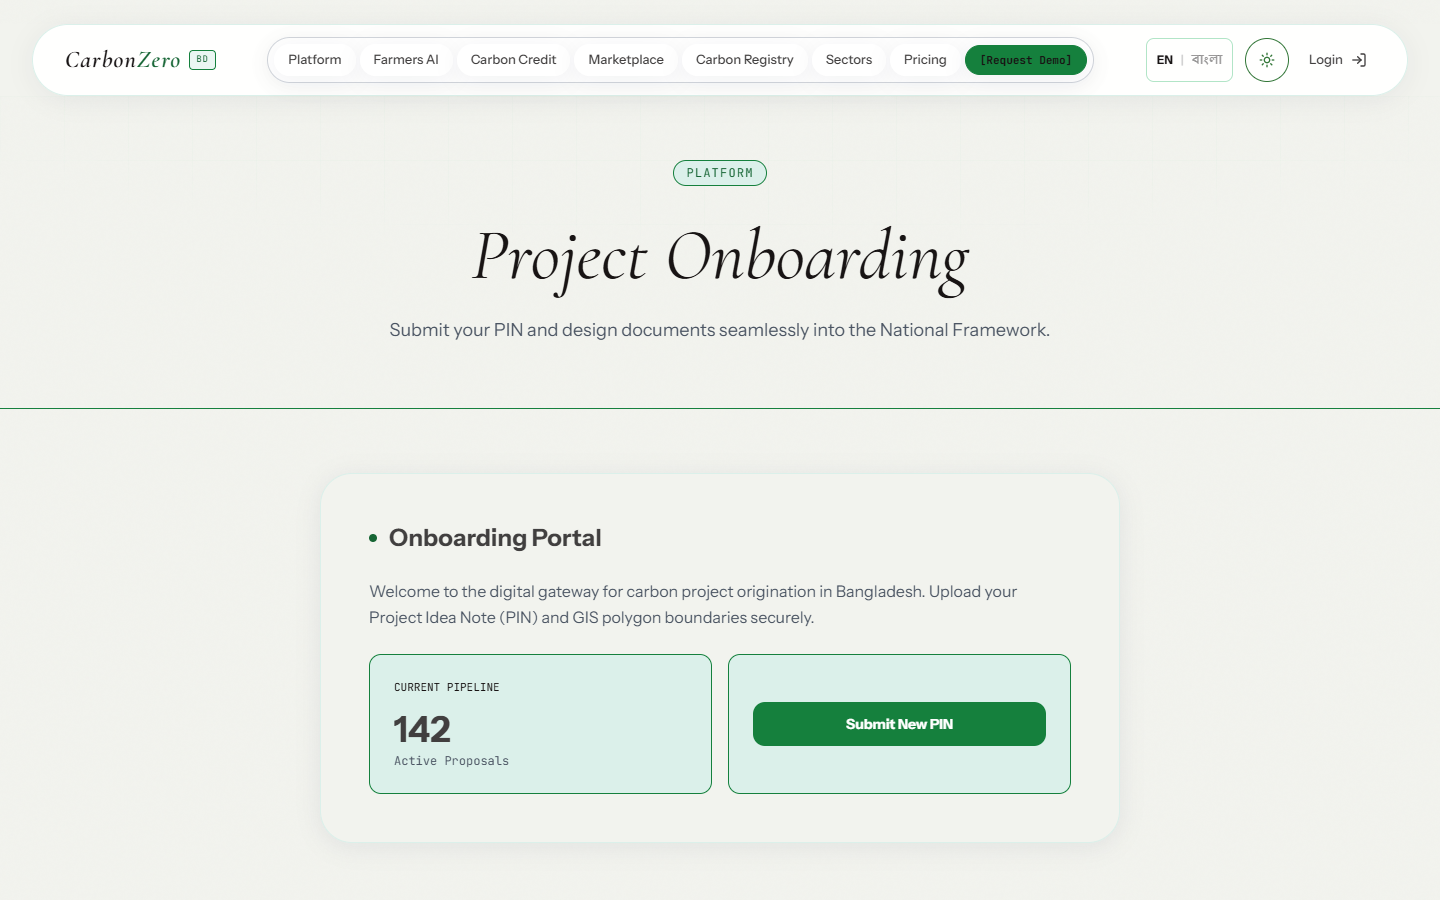 CarbonZero BD
Platform Farmers AI Carbon Credit Marketplace Carbon Registry Sectors Pricing [Request Demo]
EN | বাংলা
Login
PLATFORM
Project Onboarding
Submit your PIN and design documents seamlessly into the National Framework.
Onboarding Portal
Welcome to the digital gateway for carbon project origination in Bangladesh. Upload your
Project Idea Note (PIN) and GIS polygon boundaries securely.
CURRENT PIPELINE
142
Active Proposals
Submit New PIN